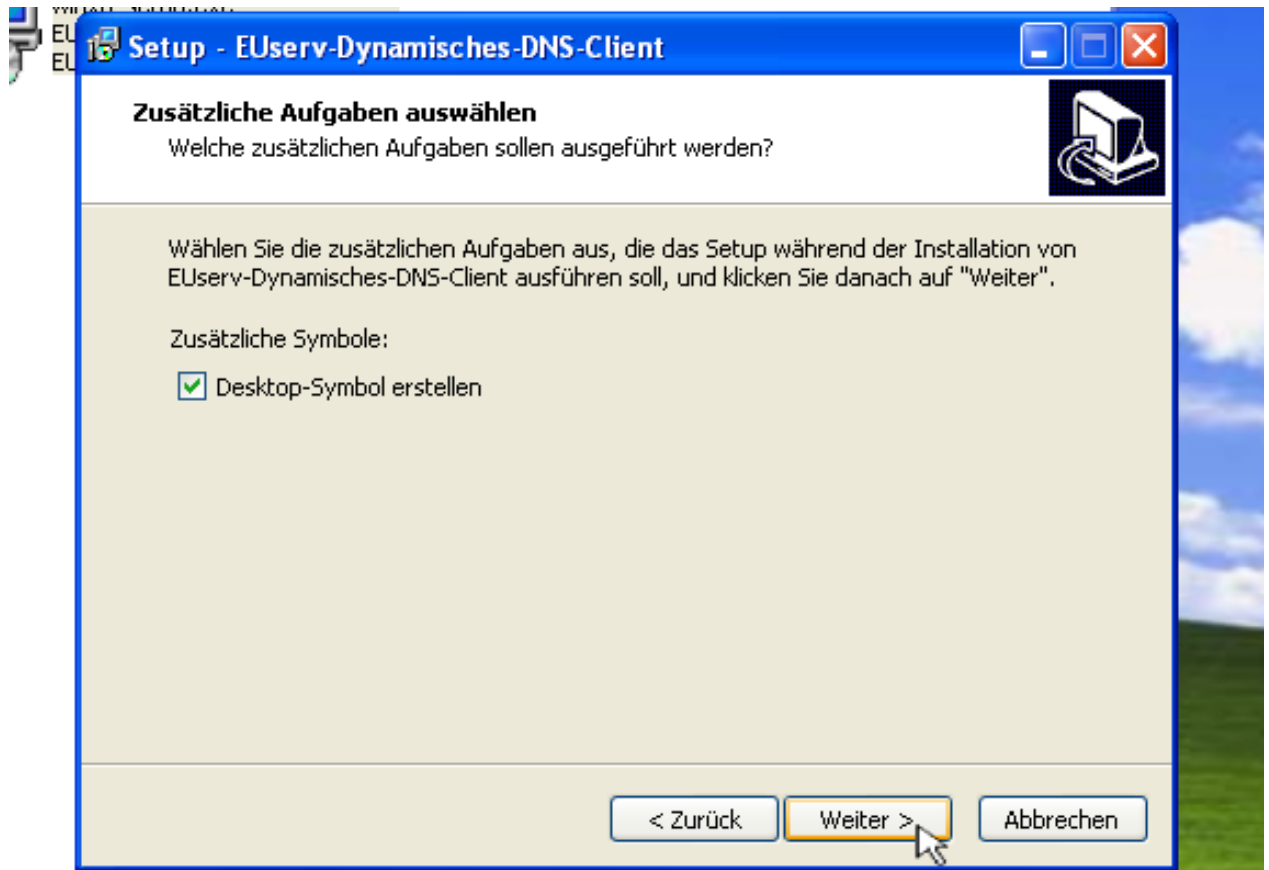 EU
EU
Setup - EUserv-Dynamisches-DNS-Client
Zusätzliche Aufgaben auswählen
Welche zusätzlichen Aufgaben sollen ausgeführt werden?
Wählen Sie die zusätzlichen Aufgaben aus, die das Setup während der Installation von
EUserv-Dynamisches-DNS-Client ausführen soll, und klicken Sie danach auf "Weiter".
Zusätzliche Symbole:
Desktop-Symbol erstellen
< Zurück
Weiter >
Abbrechen